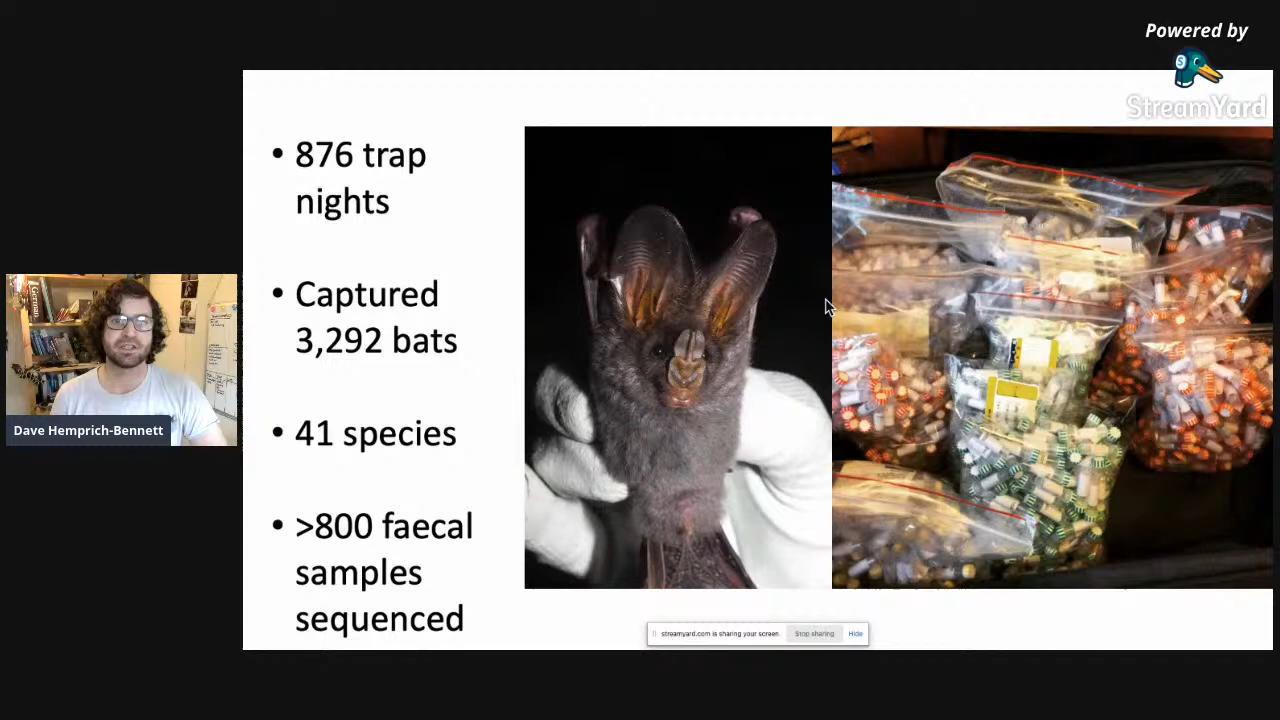 Powered by
StreamYard
• 876 trap
nights
• Captured
3,292 bats
• 41 species
• >800 faecal
samples
sequenced
German
Dave Hemprich-Bennett
streamyard.com is sharing your screen.
Stop sharing
Hide